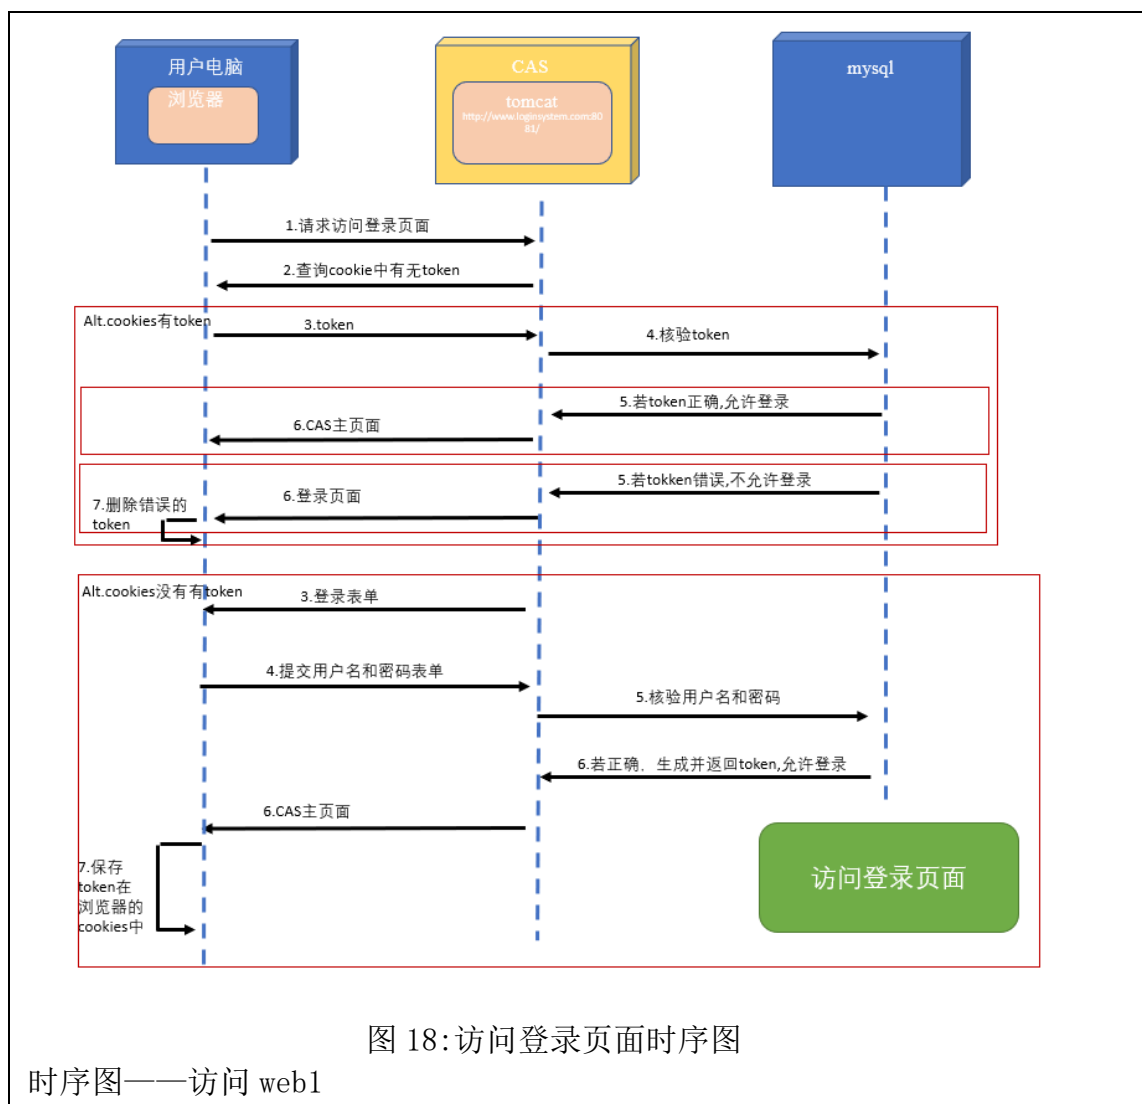 用户电脑
浏览器
CAS
tomcat
http://www.loginsystem.com:80
81/
mysql
1.请求访问登录页面
2.查询cookie中有无token
Alt.cookies有token
3.token
4.核验token
5.若token正确,允许登录
6.CAS主页面
5.若tokken错误,不允许登录
6.登录页面
7.删除错误的
token
Alt.cookies没有有token
3.登录表单
4.提交用户名和密码表单
5.核验用户名和密码
6.若正确、生成并返回token,允许登录
6.CAS主页面
7.保存
token在
浏览器的
cookies中
访问登录页面
图 18:访问登录页面时序图
时序图——访问 web1